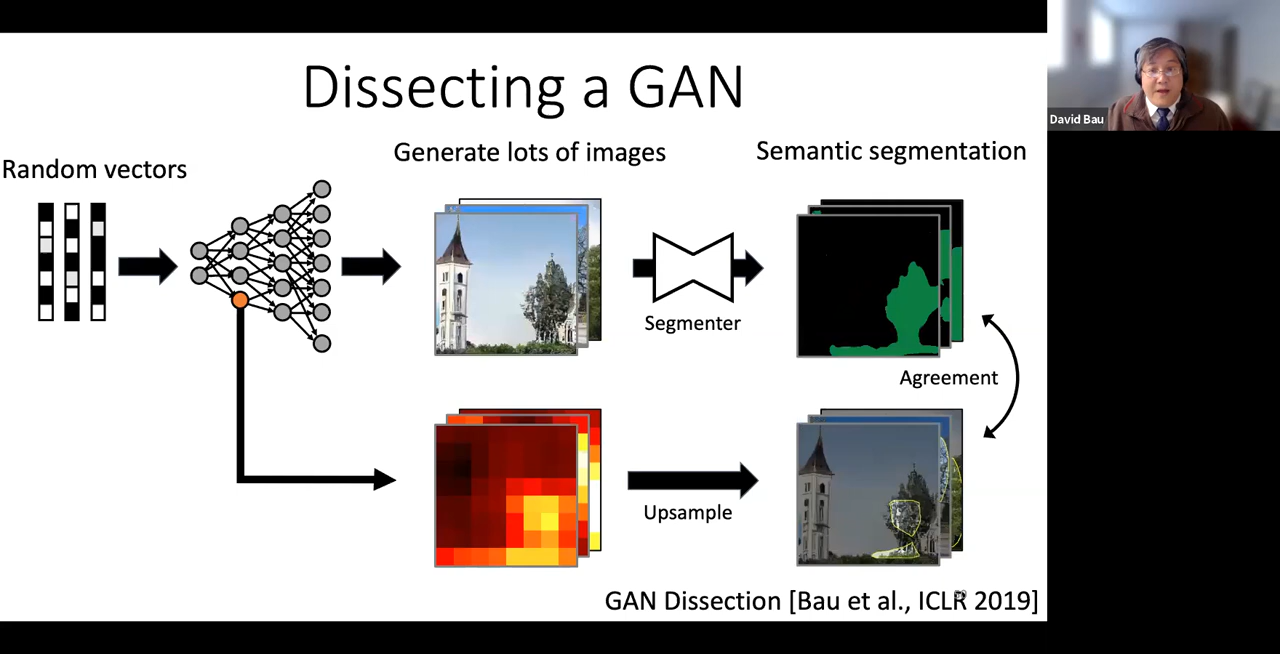 Dissecting a GAN
David Bau
Random vectors
Generate lots of images
Semantic segmentation
Segmenter
Agreement
Upsample
GAN Dissection [Bau et al., ICLR 2019]